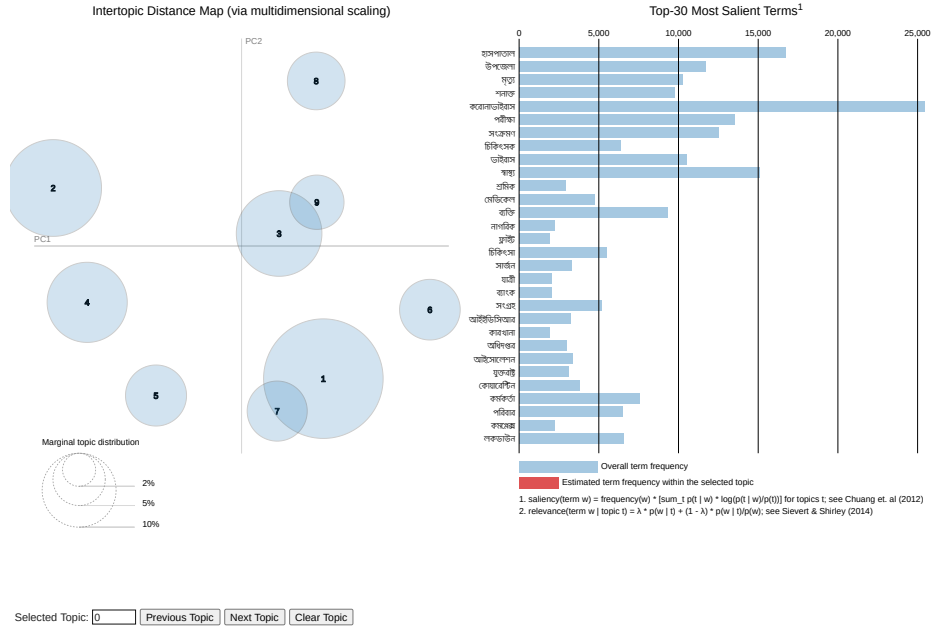 Intertopic Distance Map (via multidimensional scaling)
PC2
PC1
8
2
9
3
4
6
1
5
7
Marginal topic distribution
2%
5%
10%
Top-30 Most Salient Terms1
0 5,000 10,000 15,000 20,000 25,000
হাসপাতাল
উপজেলা
মৃত্যু
শনাক্ত
করোনাভাইরাস
পরীক্ষা
সংক্রমণ
চিকিৎসক
ভাইরাস
স্বাস্থ্য
শ্রমিক
মেডিকেল
ব্যক্তি
নাগরিক
ফ্লাইট
চিকিৎসা
সার্জন
যাত্রী
ব্যাংক
সংগ্রহ
আইইডিসিআর
কারখানা
অধিদপ্তর
আইসোলেশন
যুক্তরাষ্ট্র
কোয়ারেন্টিন
কর্মকর্তা
পরিবার
কমপ্লেক্স
লকডাউন
Overall term frequency
Estimated term frequency within the selected topic
1. saliency(term w) = frequency(w) * [sum_t p(t | w) * log(p(t | w)/p(t))] for topics t; see Chuang et. al (2012)
2. relevance(term w | topic t) = λ * p(w | t) + (1 - λ) * p(w | t)/p(w); see Sievert & Shirley (2014)
Selected Topic: 0 Previous Topic Next Topic Clear Topic